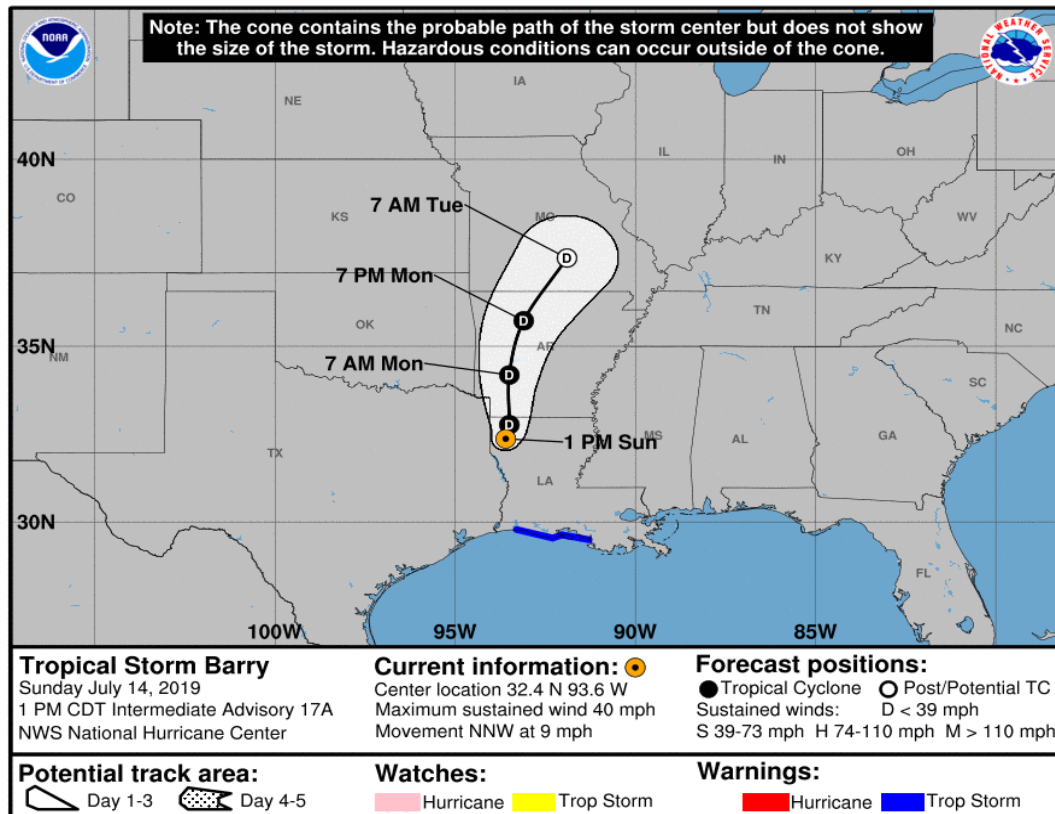 Note: The cone contains the probable path of the storm center but does not show
the size of the storm. Hazardous conditions can occur outside of the cone.
NOAA
IA
NE
40N
IL
IN
OH
CO
7 AM Tue
MO
KS
WV
KY
7 PM Mon
D
OK
TN
D
NC
35N
NM
AR
7 AM Mon
D
SC
D
1 PM Sun
MS
AL
GA
TX
LA
30N
FL
100W
95W
90W
85W
Tropical Storm Barry
Sunday July 14, 2019
1 PM CDT Intermediate Advisory 17A
NWS National Hurricane Center
Current information:
Center location 32.4 N 93.6 W
Maximum sustained wind 40 mph
Movement NNW at 9 mph
Forecast positions:
Tropical Cyclone Post/Potential TC
Sustained winds: D < 39 mph
S 39-73 mph H 74-110 mph M > 110 mph
Potential track area:
Day 1-3 Day 4-5
Watches:
Hurricane Trop Storm
Warnings:
Hurricane Trop Storm